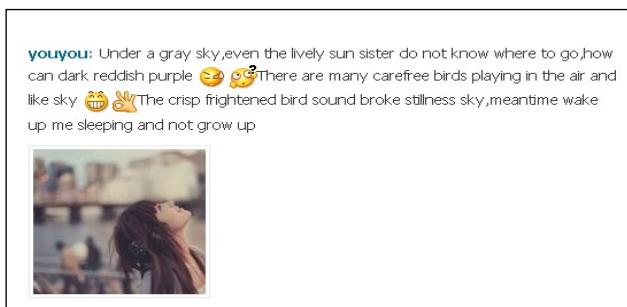 youyou: Under a gray sky,even the lively sun sister do not know where to go,how
can dark reddish purple There are many carefree birds playing in the air and
like sky The crisp frightened bird sound broke stillness sky,meantime wake
up me sleeping and not grow up